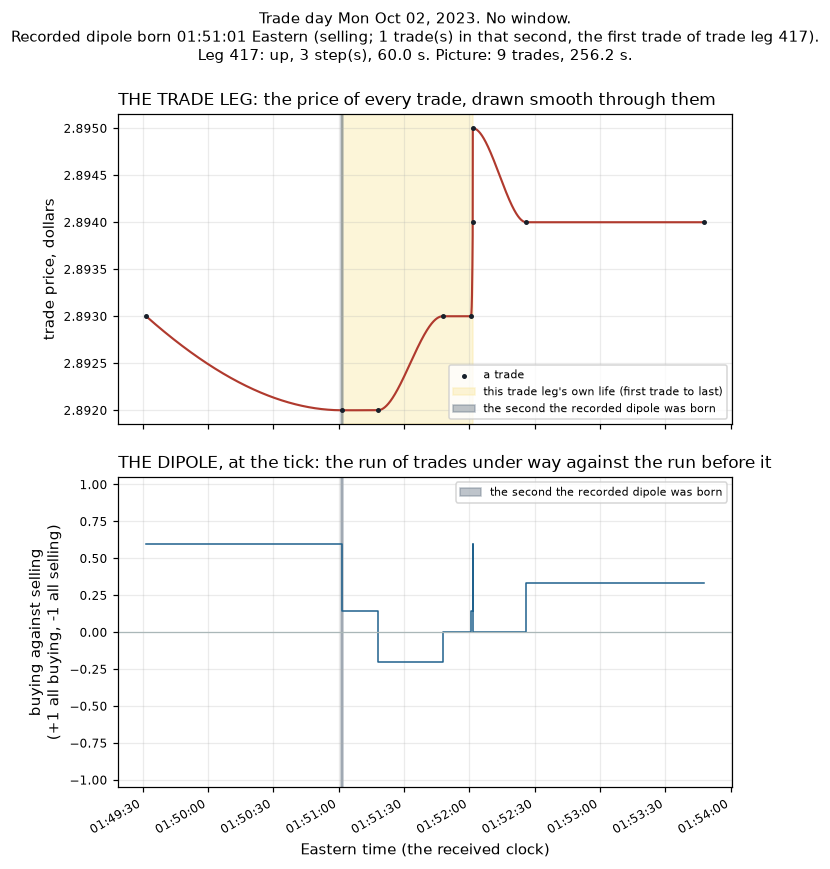 Trade day Mon Oct 02, 2023. No window.
Recorded dipole born 01:51:01 Eastern (selling; 1 trade(s) in that second, the first trade of trade leg 417).
Leg 417: up, 3 step(s), 60.0 s. Picture: 9 trades, 256.2 s.
THE TRADE LEG: the price of every trade, drawn smooth through them
trade price, dollars
2.8950
2.8945
2.8940
2.8935
2.8930
2.8925
2.8920
a trade
this trade leg's own life (first trade to last)
the second the recorded dipole was born
THE DIPOLE, at the tick: the run of trades under way against the run before it
buying against selling
(+1 all buying, -1 all selling)
1.00
0.75
0.50
0.25
0.00
−0.25
−0.50
−0.75
−1.00
the second the recorded dipole was born
01:49:30
01:50:00
01:50:30
01:51:00
01:51:30
01:52:00
01:52:30
01:53:00
01:53:30
01:54:00
Eastern time (the received clock)